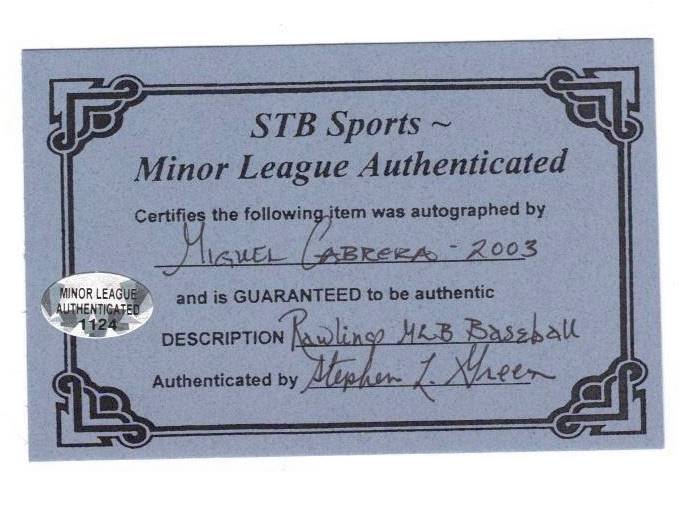 STB Sports ~
Minor League Authenticated
Certifies the following item was autographed by
Miguel Cabrera - 2003
and is GUARANTEED to be authentic
MINOR LEAGUE
AUTHENTICATED
1124
DESCRIPTION Rawlings MLB Baseball
Authenticated by Stephen L. Green